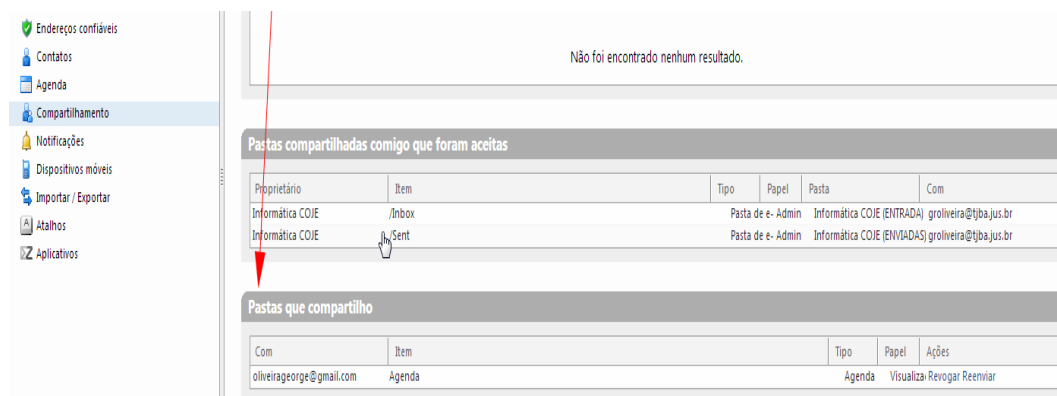 Endereços confiáveis
Contatos
Agenda
Compartilhamento
Notificações
Dispositivos móveis
Importar / Exportar
Atalhos
Aplicativos
Não foi encontrado nenhum resultado.
Pastas compartilhadas comigo que foram aceitas
Proprietário Item Tipo Papel Pasta Com
Informática COJE /Inbox Pasta de e- Admin Informática COJE (ENTRADA) groliveira@tjba.jus.br
Informática COJE /Sent Pasta de e- Admin Informática COJE (ENVIADAS) groliveira@tjba.jus.br
Pastas que compartilho
Com Item Tipo Papel Ações
oliveirageorge@gmail.com Agenda Agenda Visualiza Revogar Reenviar